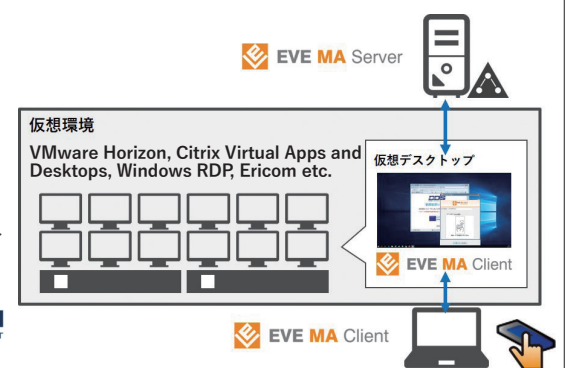 EVE MA Server
仮想環境
VMware Horizon, Citrix Virtual Apps and
Desktops, Windows RDP, Ericom etc.
仮想デスクトップ
EVE MA Client
EVE MA Client